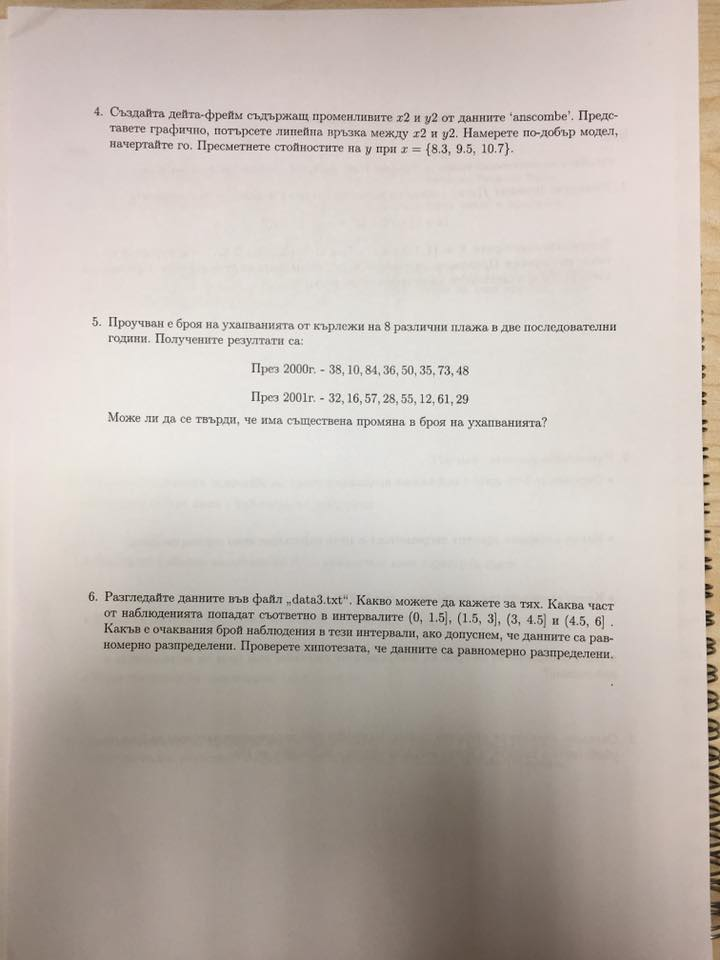 4. Създайта дейта-фрейм съдържащ променливите x2 и y2 от данните ‘anscombe’. Предс-
тавете графично, потърсете линейна връзка между x2 и y2. Намерете по-добър модел,
начертайте го. Пресметнете стойностите на y при x = {8.3, 9.5, 10.7}.
5. Проучван е броя на ухапванията от кърлежи на 8 различни плажа в две последователни
години. Получените резултати са:
През 2000г. - 38, 10, 84, 36, 50, 35, 73, 48
През 2001г. - 32, 16, 57, 28, 55, 12, 61, 29
Може ли да се твърди, че има съществена промяна в броя на ухапванията?
6. Разгледайте данните във файл „data3.txt“. Какво можете да кажете за тях. Каква част
от наблюденията попадат съответно в интервалите (0, 1.5], (1.5, 3], (3, 4.5] и (4.5, 6] .
Какъв е очаквания брой наблюдения в тези интервали, ако допуснем, че данните са рав-
номерно разпределени. Проверете хипотезата, че данните са равномерно разпределени.
.